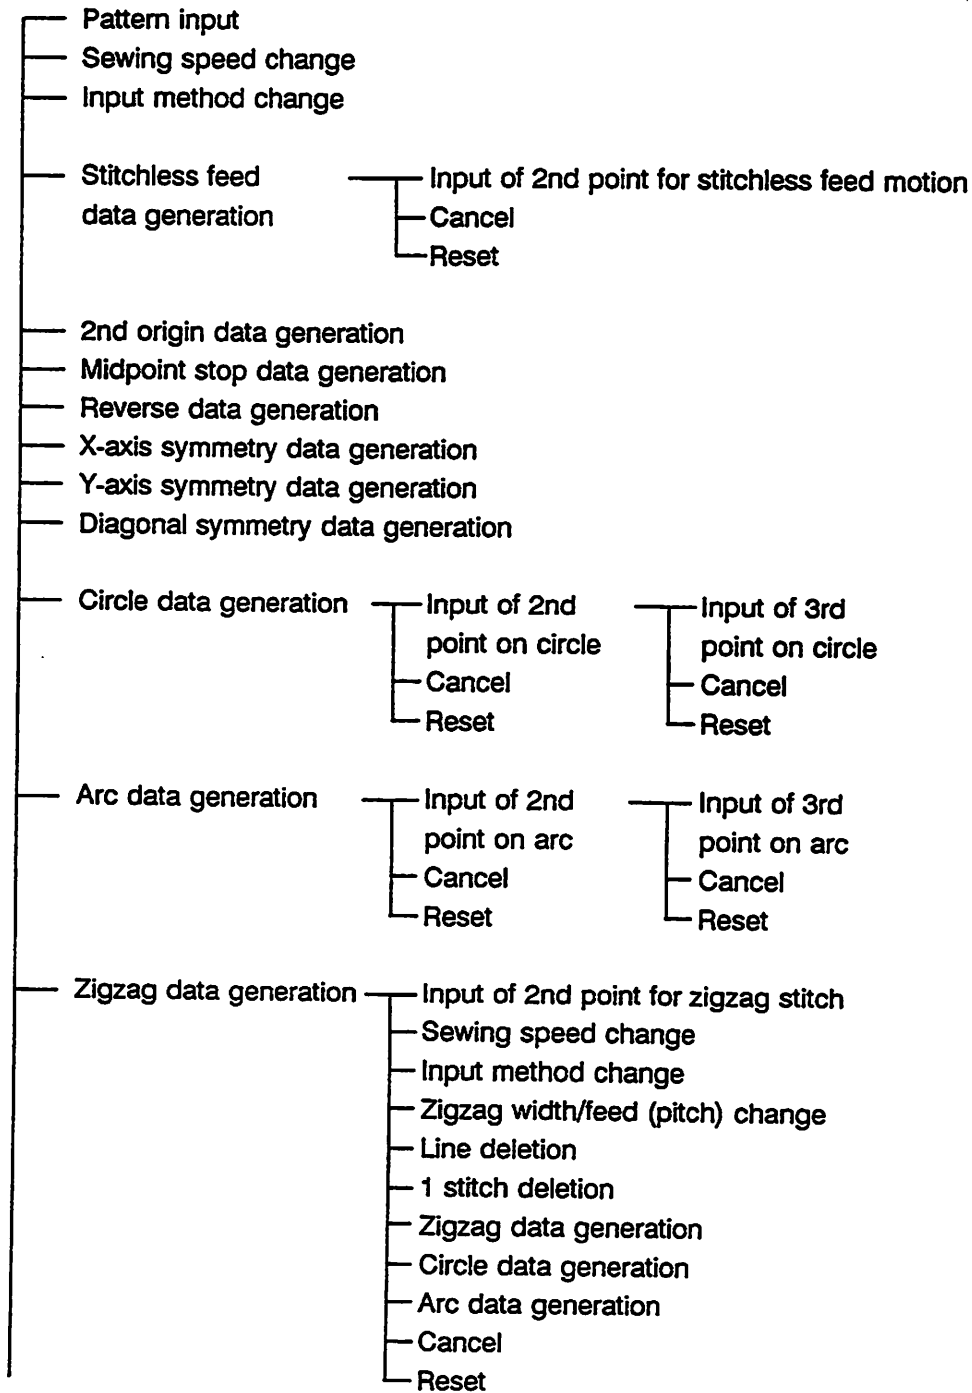 Pattern input
Sewing speed change
Input method change
Stitchless feed
data generation
Input of 2nd point for stitchless feed motion
Cancel
Reset
2nd origin data generation
Midpoint stop data generation
Reverse data generation
X-axis symmetry data generation
Y-axis symmetry data generation
Diagonal symmetry data generation
Circle data generation
Input of 2nd
point on circle
Cancel
Reset
Input of 3rd
point on circle
Cancel
Reset
Arc data generation
Input of 2nd
point on arc
Cancel
Reset
Input of 3rd
point on arc
Cancel
Reset
Zigzag data generation
Input of 2nd point for zigzag stitch
Sewing speed change
Input method change
Zigzag width/feed (pitch) change
Line deletion
1 stitch deletion
Zigzag data generation
Circle data generation
Arc data generation
Cancel
Reset